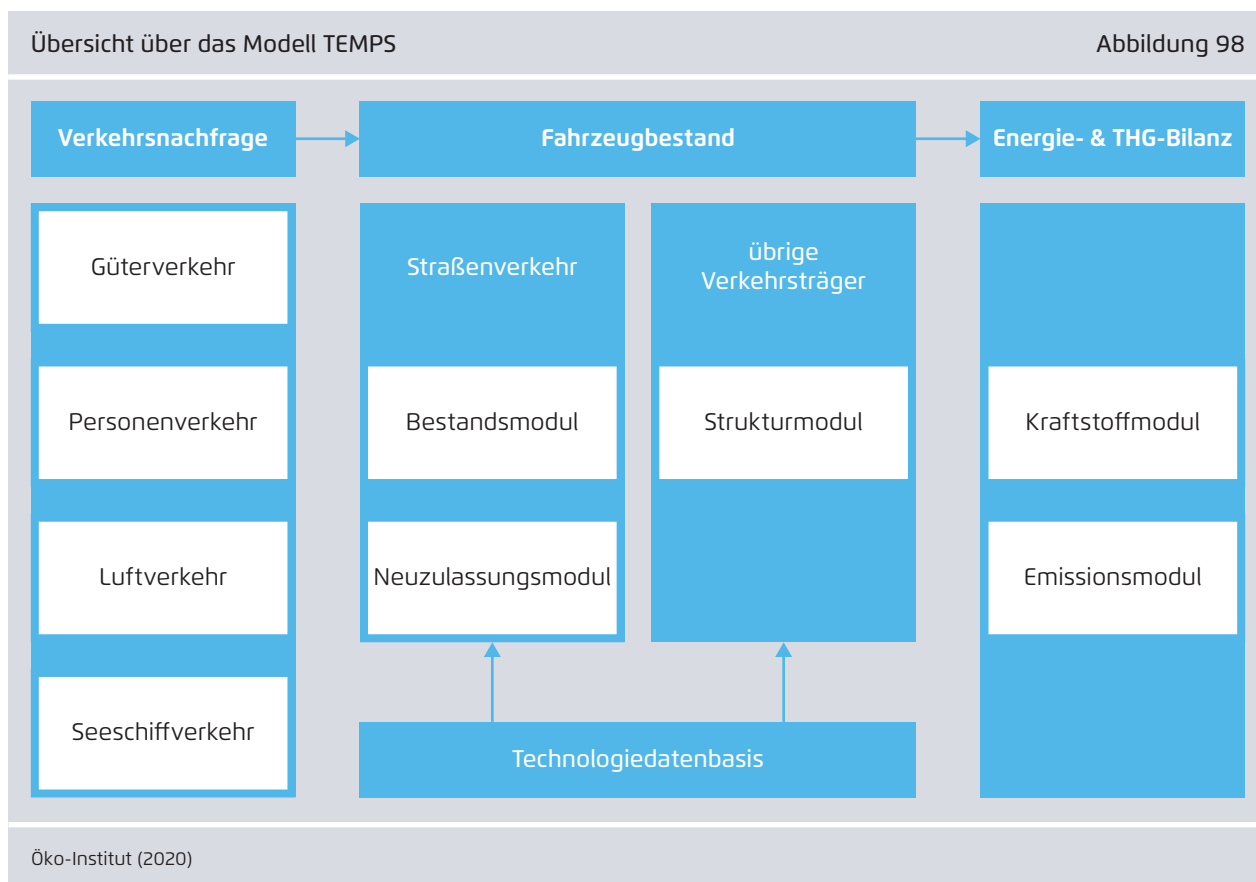 Übersicht über das Modell TEMPS
Abbildung 98
Verkehrsnachfrage
Fahrzeugbestand
Energie- & THG-Bilanz
Güterverkehr
Personenverkehr
Luftverkehr
Seeschiffverkehr
Straßenverkehr
Bestandsmodul
Neuzulassungsmodul
übrige
Verkehrsträger
Strukturmodul
Technologiedatenbasis
Kraftstoffmodul
Emissionsmodul
Öko-Institut (2020)